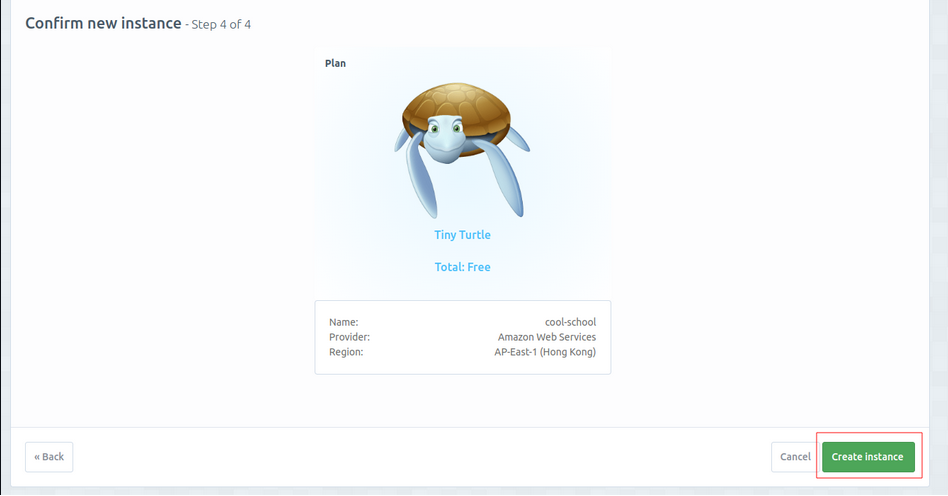 Confirm new instance - Step 4 of 4
Plan
Tiny Turtle
Total: Free
Name: cool-school
Provider: Amazon Web Services
Region: AP-East-1 (Hong Kong)
« Back Cancel Create instance